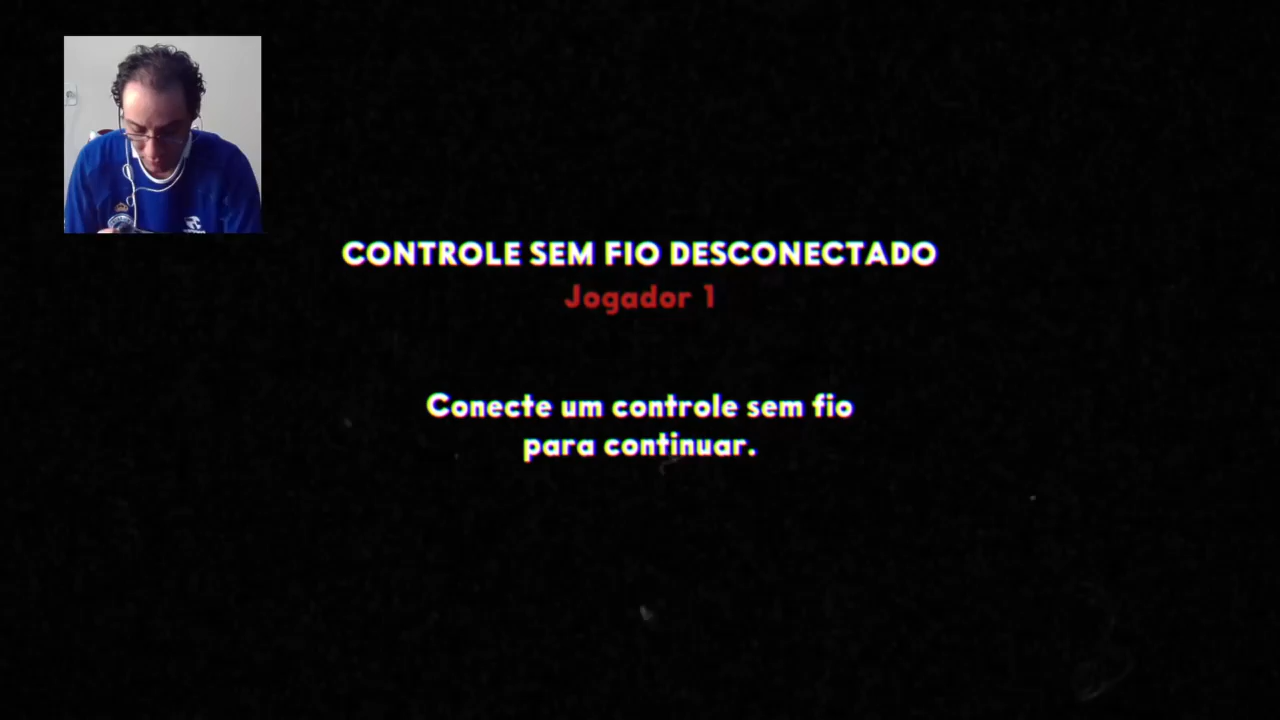 CONTROLE SEM FIO DESCONECTADO
Jogador 1
Conecte um controle sem fio
para continuar.